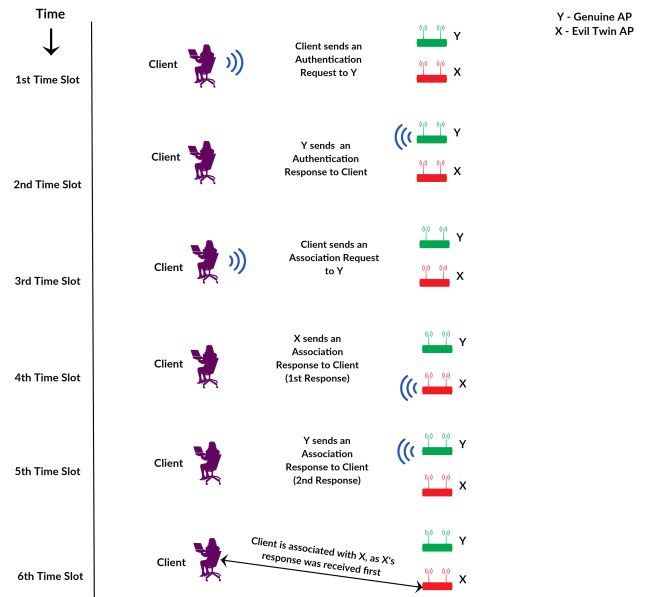 Time
Y - Genuine AP
X - Evil Twin AP
1st Time Slot
Client
Client sends an
Authentication
Request to Y
Y
X
2nd Time Slot
Client
Y sends an
Authentication
Response to Client
Y
X
3rd Time Slot
Client
Client sends an
Association Request
to Y
Y
X
4th Time Slot
Client
X sends an
Association
Response to Client
(1st Response)
Y
X
5th Time Slot
Client
Y sends an
Association
Response to Client
(2nd Response)
Y
X
6th Time Slot
Client
Client is associated with X, as X's
response was received first
Y
X